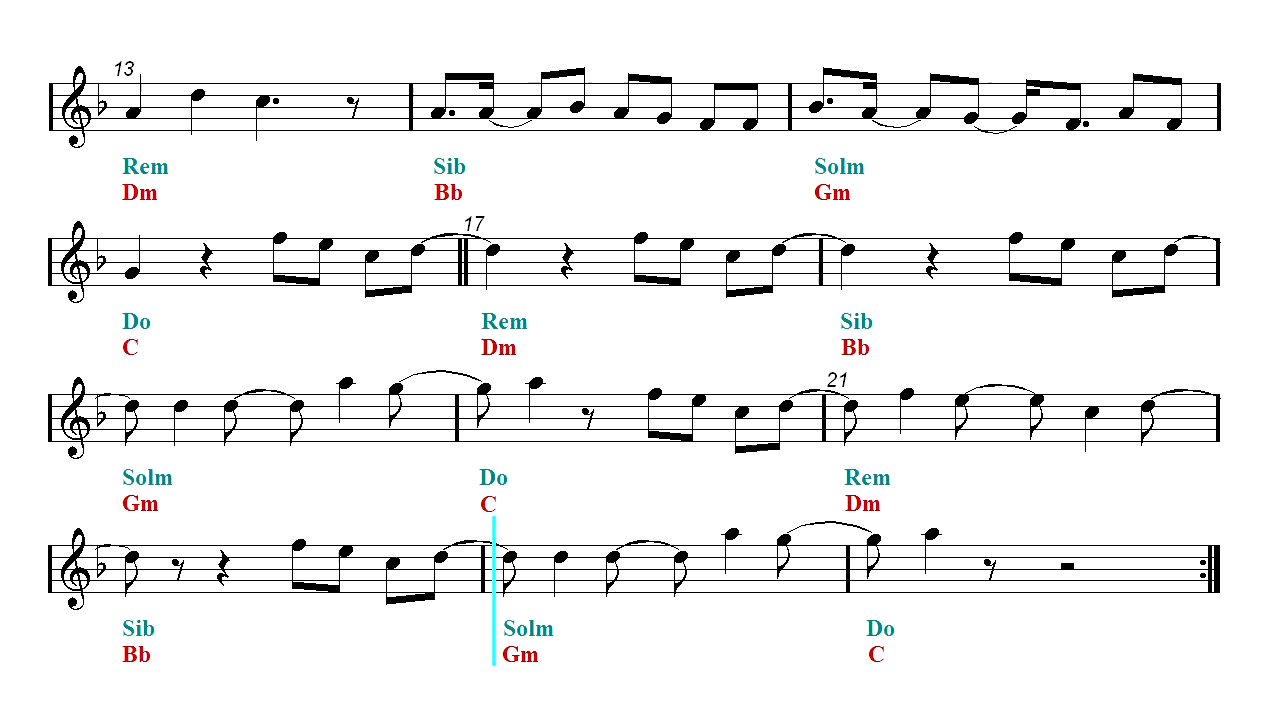 13
Rem Sib Solm
Dm Bb Gm
17
Do Rem Sib
C Dm Bb
21
Solm Do Rem
Gm C Dm
Sib Solm Do
Bb Gm C